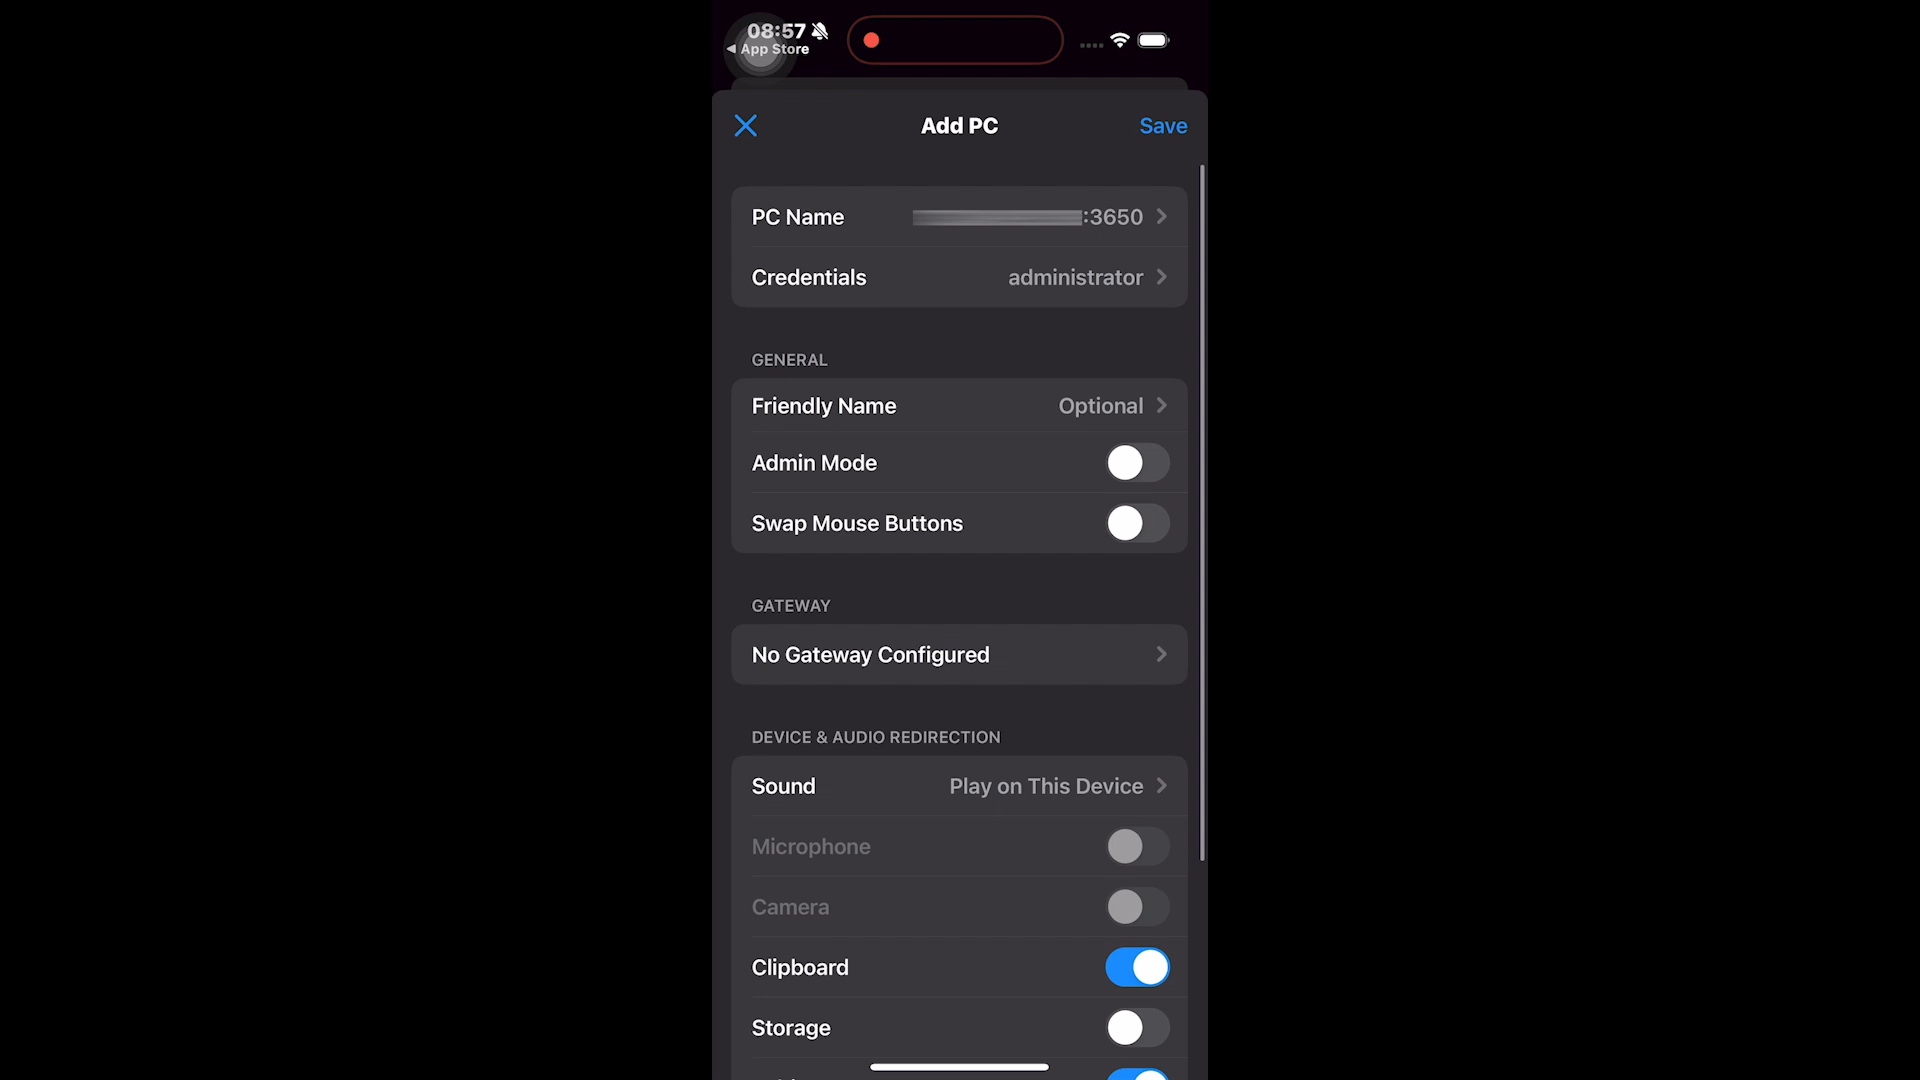 08:57
◀ App Store
Add PC
Save
PC Name :3650
Credentials administrator
GENERAL
Friendly Name Optional
Admin Mode
Swap Mouse Buttons
GATEWAY
No Gateway Configured
DEVICE & AUDIO REDIRECTION
Sound Play on This Device
Microphone
Camera
Clipboard
Storage